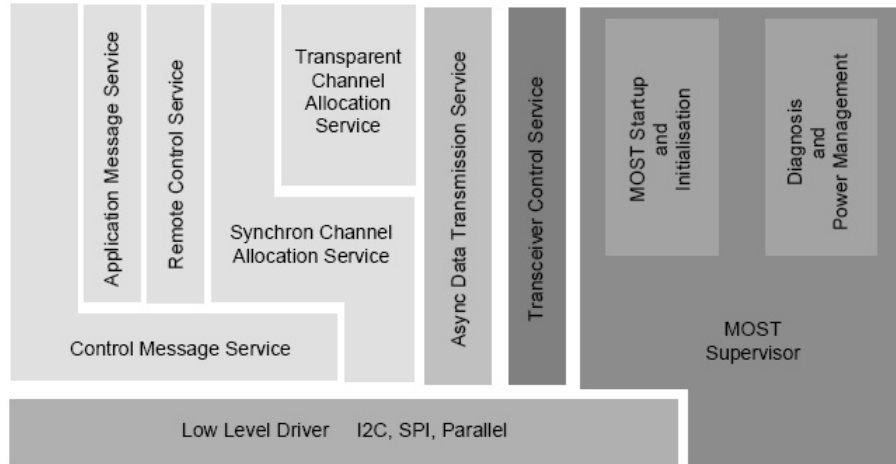 Application Message Service
Remote Control Service
Transparent
Channel
Allocation
Service
Synchron Channel
Allocation Service
Control Message Service
Async Data Transmission Service
Transceiver Control Service
MOST Startup
and
Initialisation
Diagnosis
and
Power Management
MOST
Supervisor
Low Level Driver I2C, SPI, Parallel